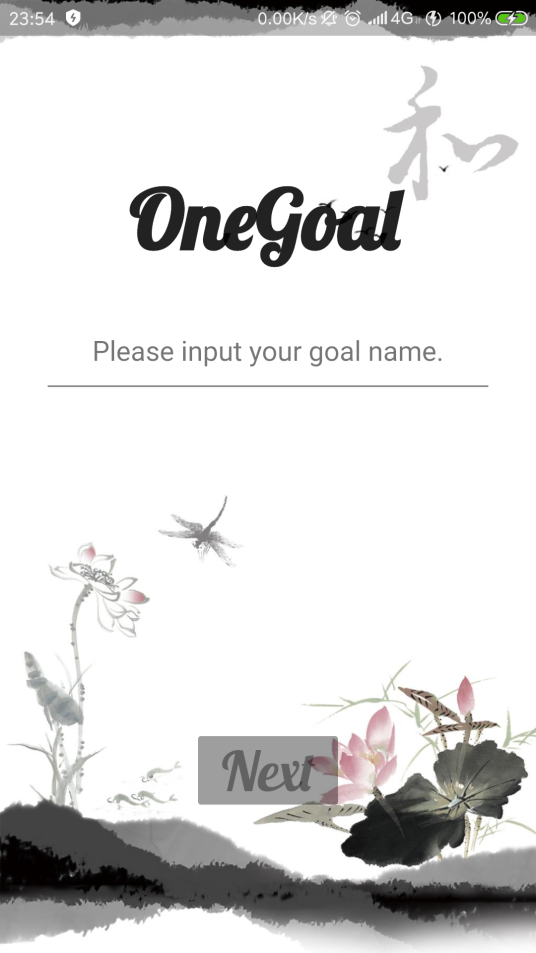 23:54 0.00K/s 4G 100%
和
OneGoal
Please input your goal name.
Next